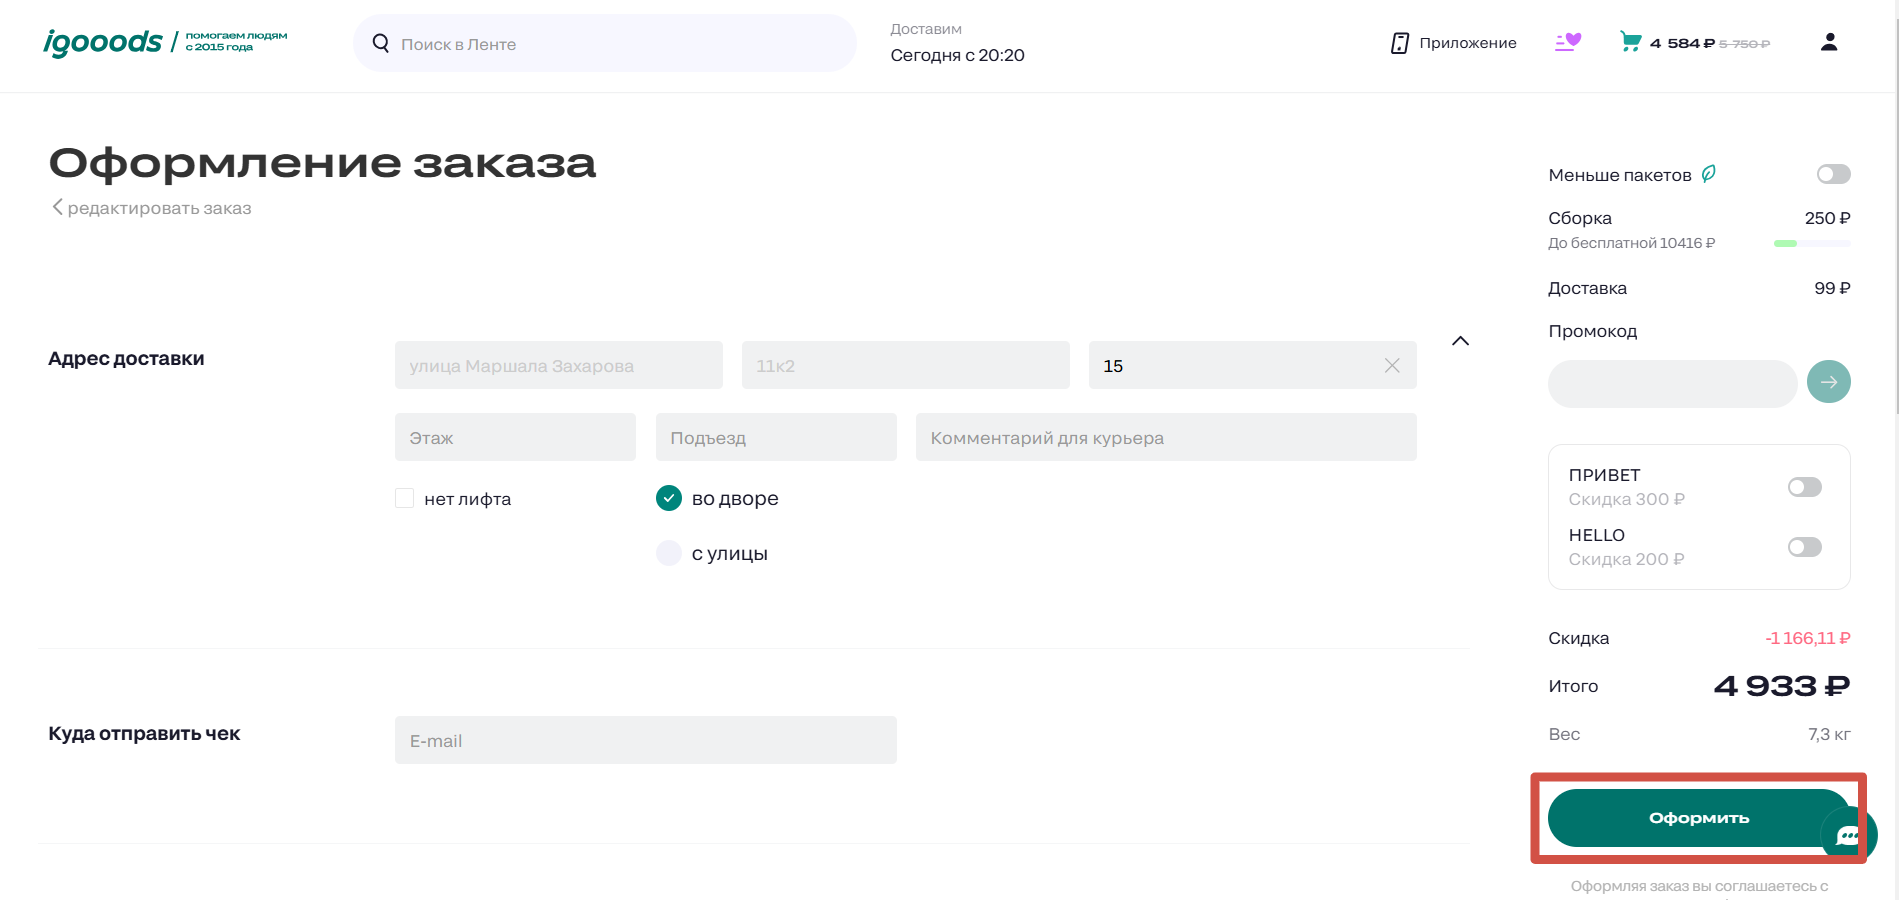 igooods / помогаем людям
с 2015 года
Поиск в Ленте
Доставим
Сегодня с 20:20
Приложение
4 584 ₽ 5 750 ₽
Оформление заказа
редактировать заказ
Адрес доставки
улица Маршала Захарова
11к2
15
Этаж
Подъезд
Комментарий для курьера
нет лифта
во дворе
с улицы
Куда отправить чек
E-mail
Меньше пакетов
Сборка 250 ₽
До бесплатной 10416 ₽
Доставка 99 ₽
Промокод
ПРИВЕТ
Скидка 300 ₽
HELLO
Скидка 200 ₽
Скидка -1 166,11 ₽
Итого 4 933 ₽
Вес 7,3 кг
Оформить
Оформляя заказ вы соглашаетесь с